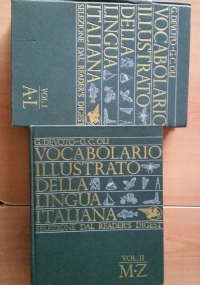 G. DEVOTO - G. C. OLI
VOCABOLARIO
ILLUSTRATO
DELLA
LINGUA
ITALIANA
SELEZIONE DAL READER'S DIGEST
VOL. I
A-L
G. DEVOTO - G. C. OLI
VOCABOLARIO
ILLUSTRATO
DELLA
LINGUA
ITALIANA
SELEZIONE DAL READER'S DIGEST
VOL. II
M-Z